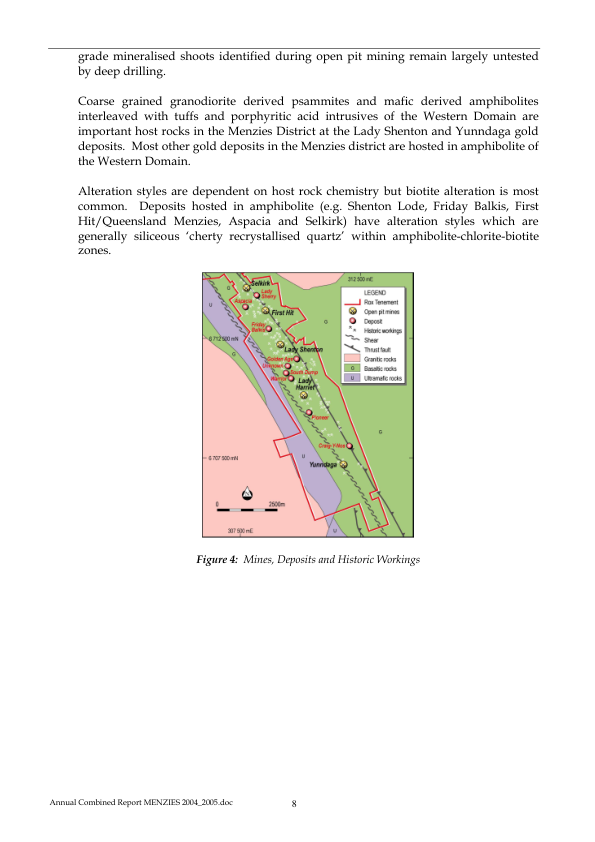 grade mineralised shoots identified during open pit mining remain largely untested
by deep drilling.
Coarse grained granodiorite derived psammites and mafic derived amphibolites
interleaved with tuffs and porphyritic acid intrusives of the Western Domain are
important host rocks in the Menzies District at the Lady Shenton and Yunndaga gold
deposits.  Most other gold deposits in the Menzies district are hosted in amphibolite of
the Western Domain.
Alteration styles are dependent on host rock chemistry but biotite alteration is most
common.  Deposits hosted in amphibolite (e.g. Shenton Lode, Friday Balkis, First
Hit/Queensland Menzies, Aspacia and Selkirk) have alteration styles which are
generally siliceous ‘cherty recrystallised quartz’ within amphibolite-chlorite-biotite
zones.
312 500 mE
Selkirk
Lady
Sherry
Aspacia
First Hit
Friday
Balkis
6 712 500 mN
Lady Shenton
Golden Age
Lady
Harriet
Pioneer
Yunndaga
6 707 500 mN
0 2500m
307 500 mE
LEGEND
Rox Tenement
Open pit mines
Deposit
Historic workings
Shear
Thrust fault
Granitic rocks
G Basaltic rocks
U Ultramafic rocks
G
U
G
G
G
U
U
Figure 4:  Mines, Deposits and Historic Workings
Annual Combined Report MENZIES 2004_2005.doc 8